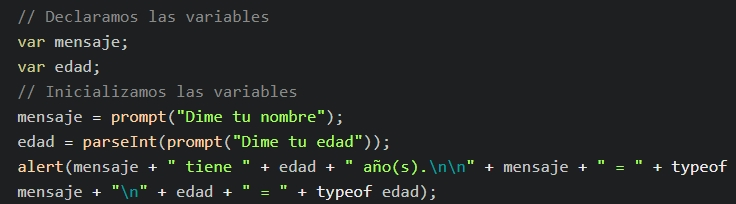 // Declaramos las variables
var mensaje;
var edad;
// Inicializamos las variables
mensaje = prompt("Dime tu nombre");
edad = parseInt(prompt("Dime tu edad"));
alert(mensaje + " tiene " + edad + " año(s).\n\n" + mensaje + " = " + typeof
mensaje + "\n" + edad + " = " + typeof edad);